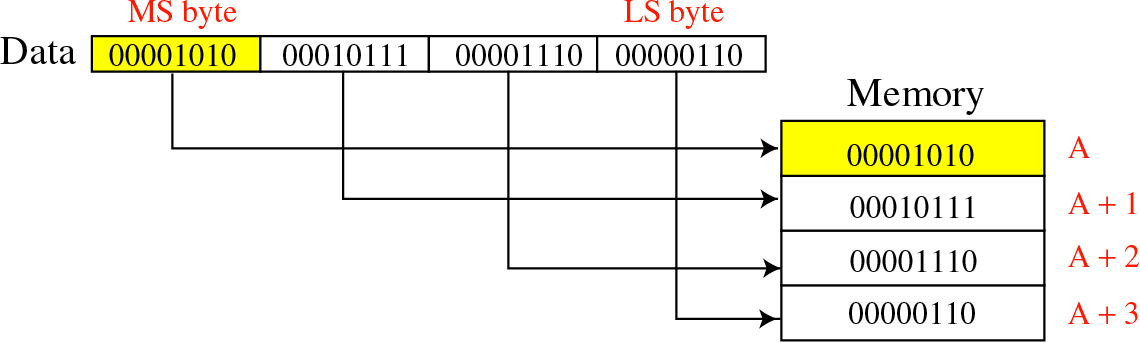 MS byte LS byte
Data 00001010 00010111 00001110 00000110
Memory
00001010 A
00010111 A + 1
00001110 A + 2
00000110 A + 3